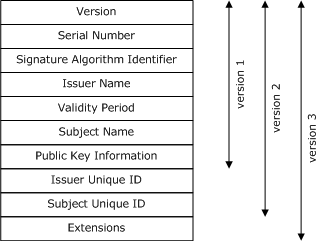 Version
Serial Number
Signature Algorithm Identifier
Issuer Name
Validity Period
Subject Name
Public Key Information
Issuer Unique ID
Subject Unique ID
Extensions
version 1
version 2
version 3